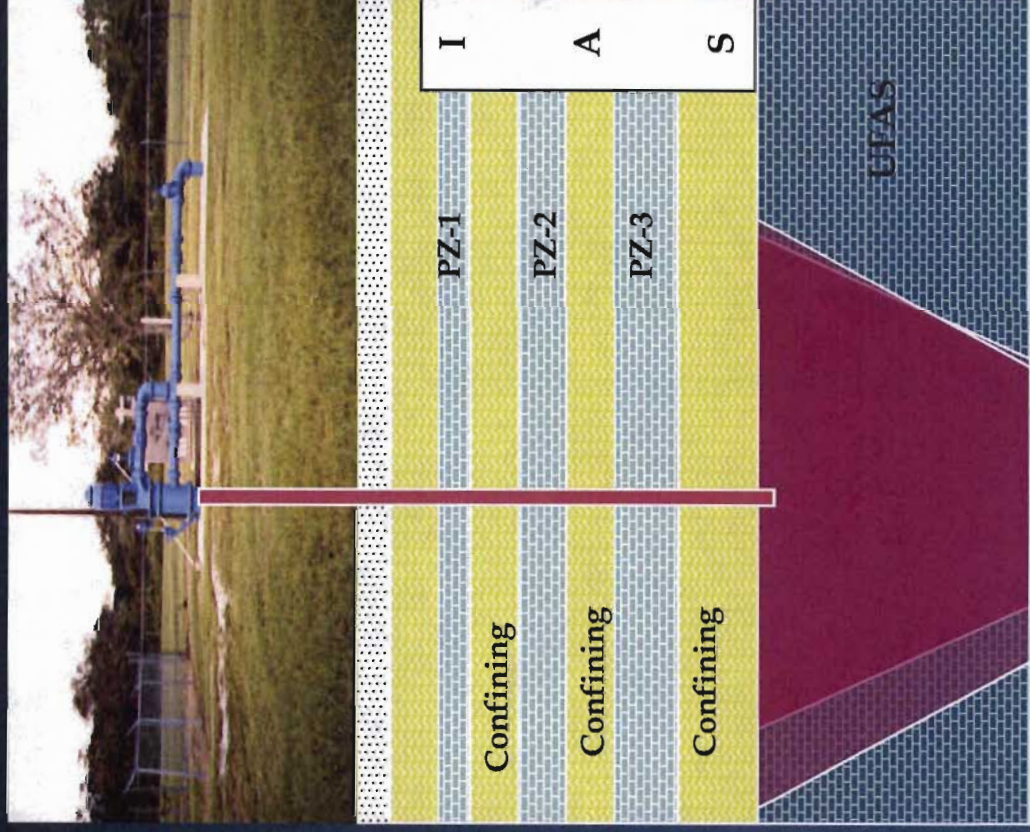 I
A
S
PZ-1
PZ-2
PZ-3
Confining
Confining
Confining
UFAS